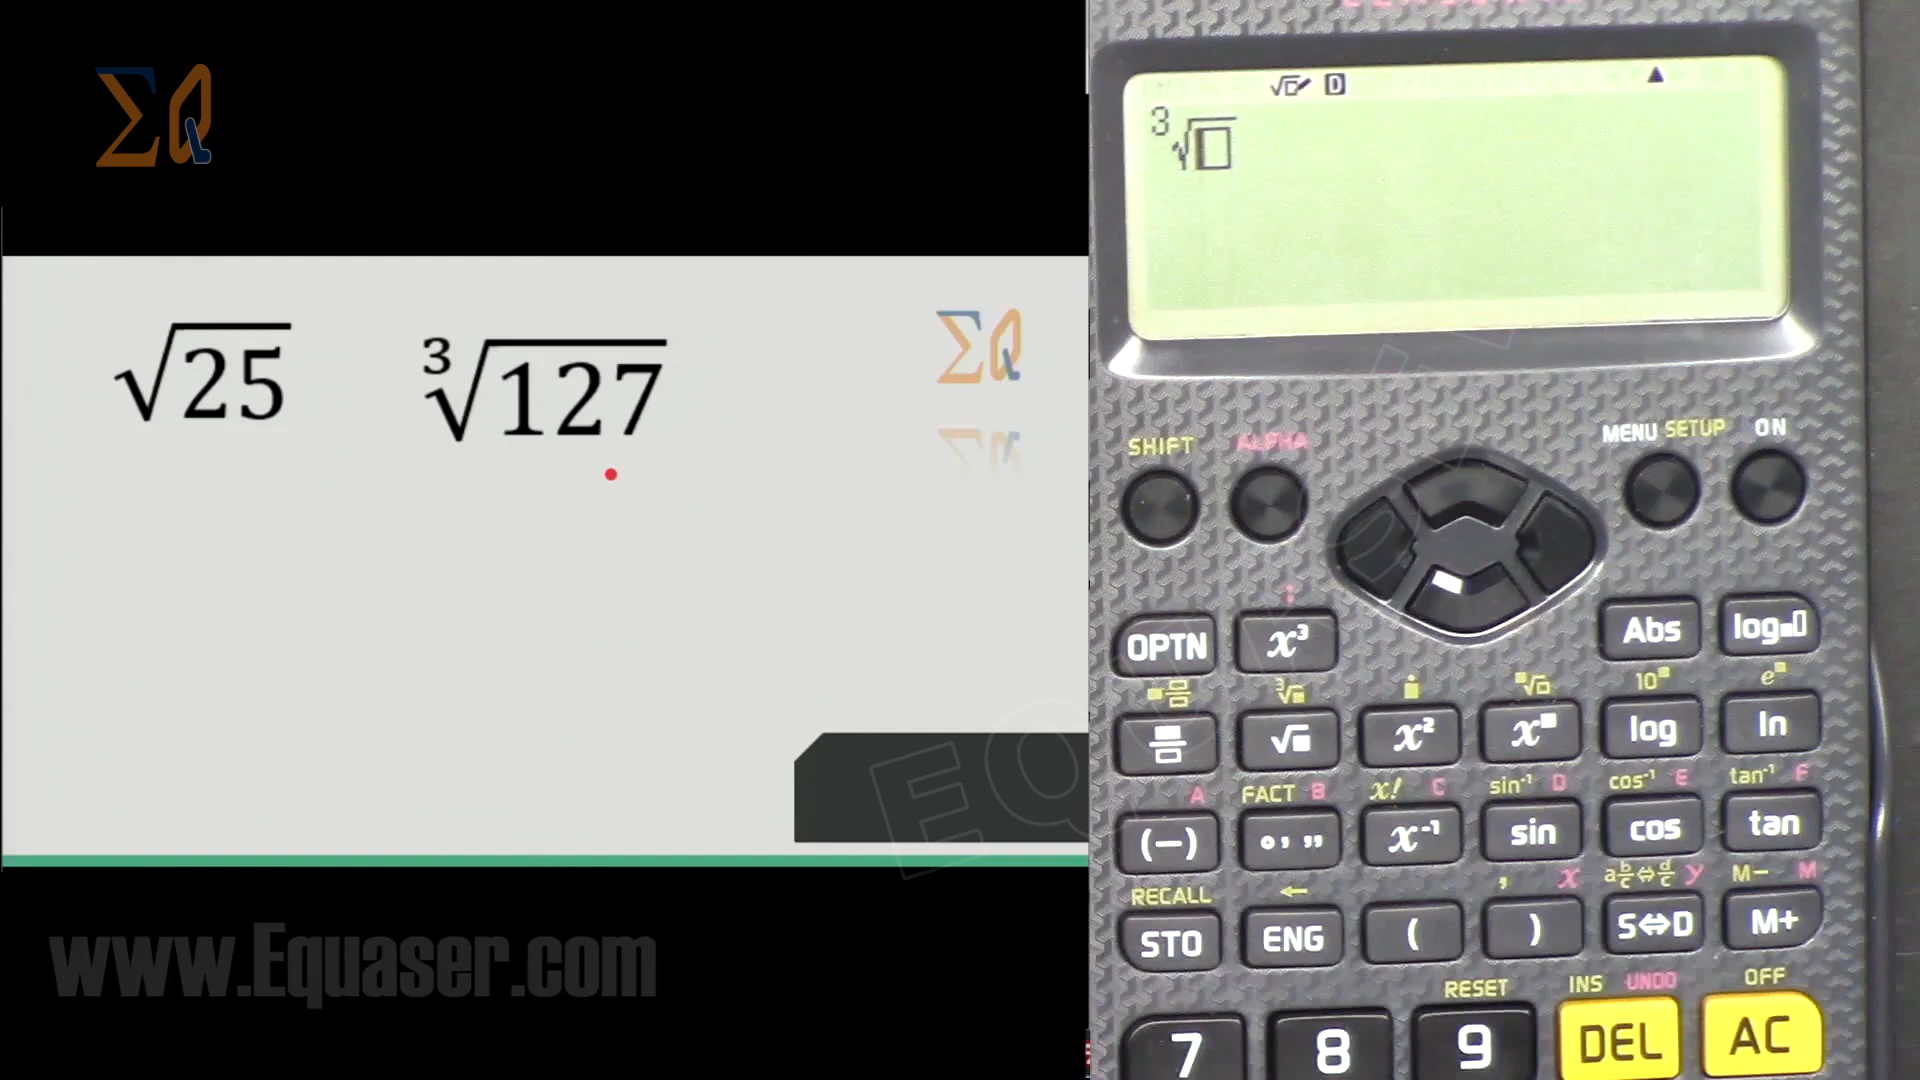 ΣQ
√25 ∛127
ΣQ
www.Equaser.com
√□ D ▲
3√□
SHIFT ALPHA MENU SETUP ON
i
OPTN x³ Abs log■□
■√□ 10■ e■
³√■
√■ x² x■ log ln
A FACT B x! C sin⁻¹ D cos⁻¹ E tan⁻¹ F
(−) ° ’ ” x⁻¹ sin cos tan
RECALL ← , x a b/c⇔d/c y M− M
STO ENG ( ) S⇔D M+
RESET INS UNDO OFF
7 8 9 DEL AC